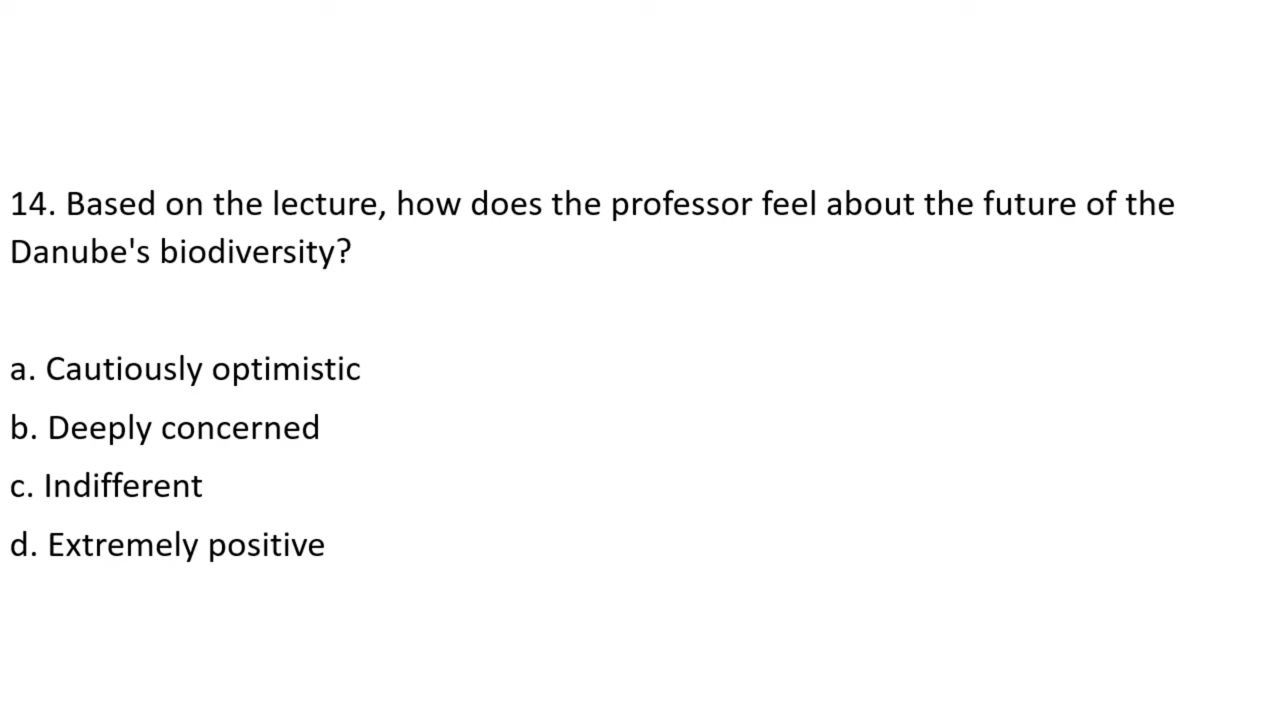 14. Based on the lecture, how does the professor feel about the future of the
Danube's biodiversity?
a. Cautiously optimistic
b. Deeply concerned
c. Indifferent
d. Extremely positive